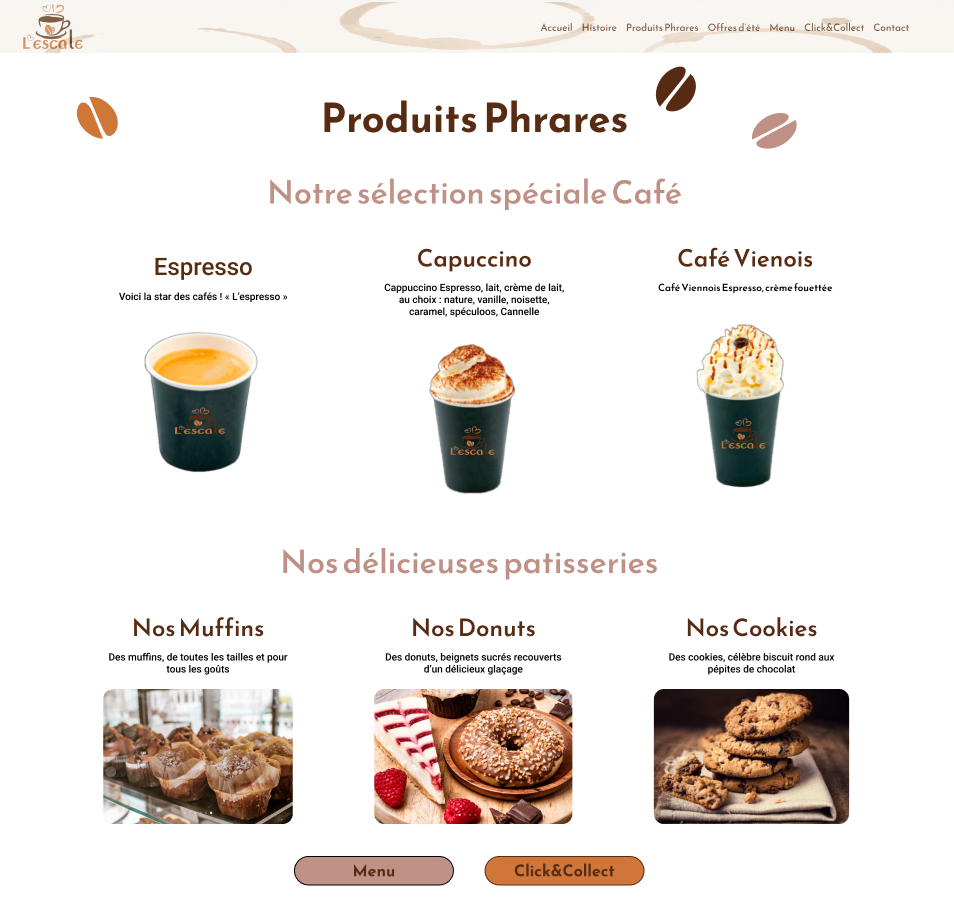 L'escale
Accueil Histoire Produits Phrares Offres d'été Menu Click&Collect Contact
Produits Phrares
Notre sélection spéciale Café
Espresso
Voici la star des cafés ! « L'espresso »
Capuccino
Cappuccino Espresso, lait, crème de lait,
au choix : nature, vanille, noisette,
caramel, spéculoos, Cannelle
Café Vienois
Café Viennois Espresso, crème fouettée
L'escale
L'escale
L'escale
Nos délicieuses patisseries
Nos Muffins
Des muffins, de toutes les tailles et pour
tous les goûts
Nos Donuts
Des donuts, beignets sucrés recouverts
d'un délicieux glaçage
Nos Cookies
Des cookies, célèbre biscuit rond aux
pépites de chocolat
Menu
Click&Collect